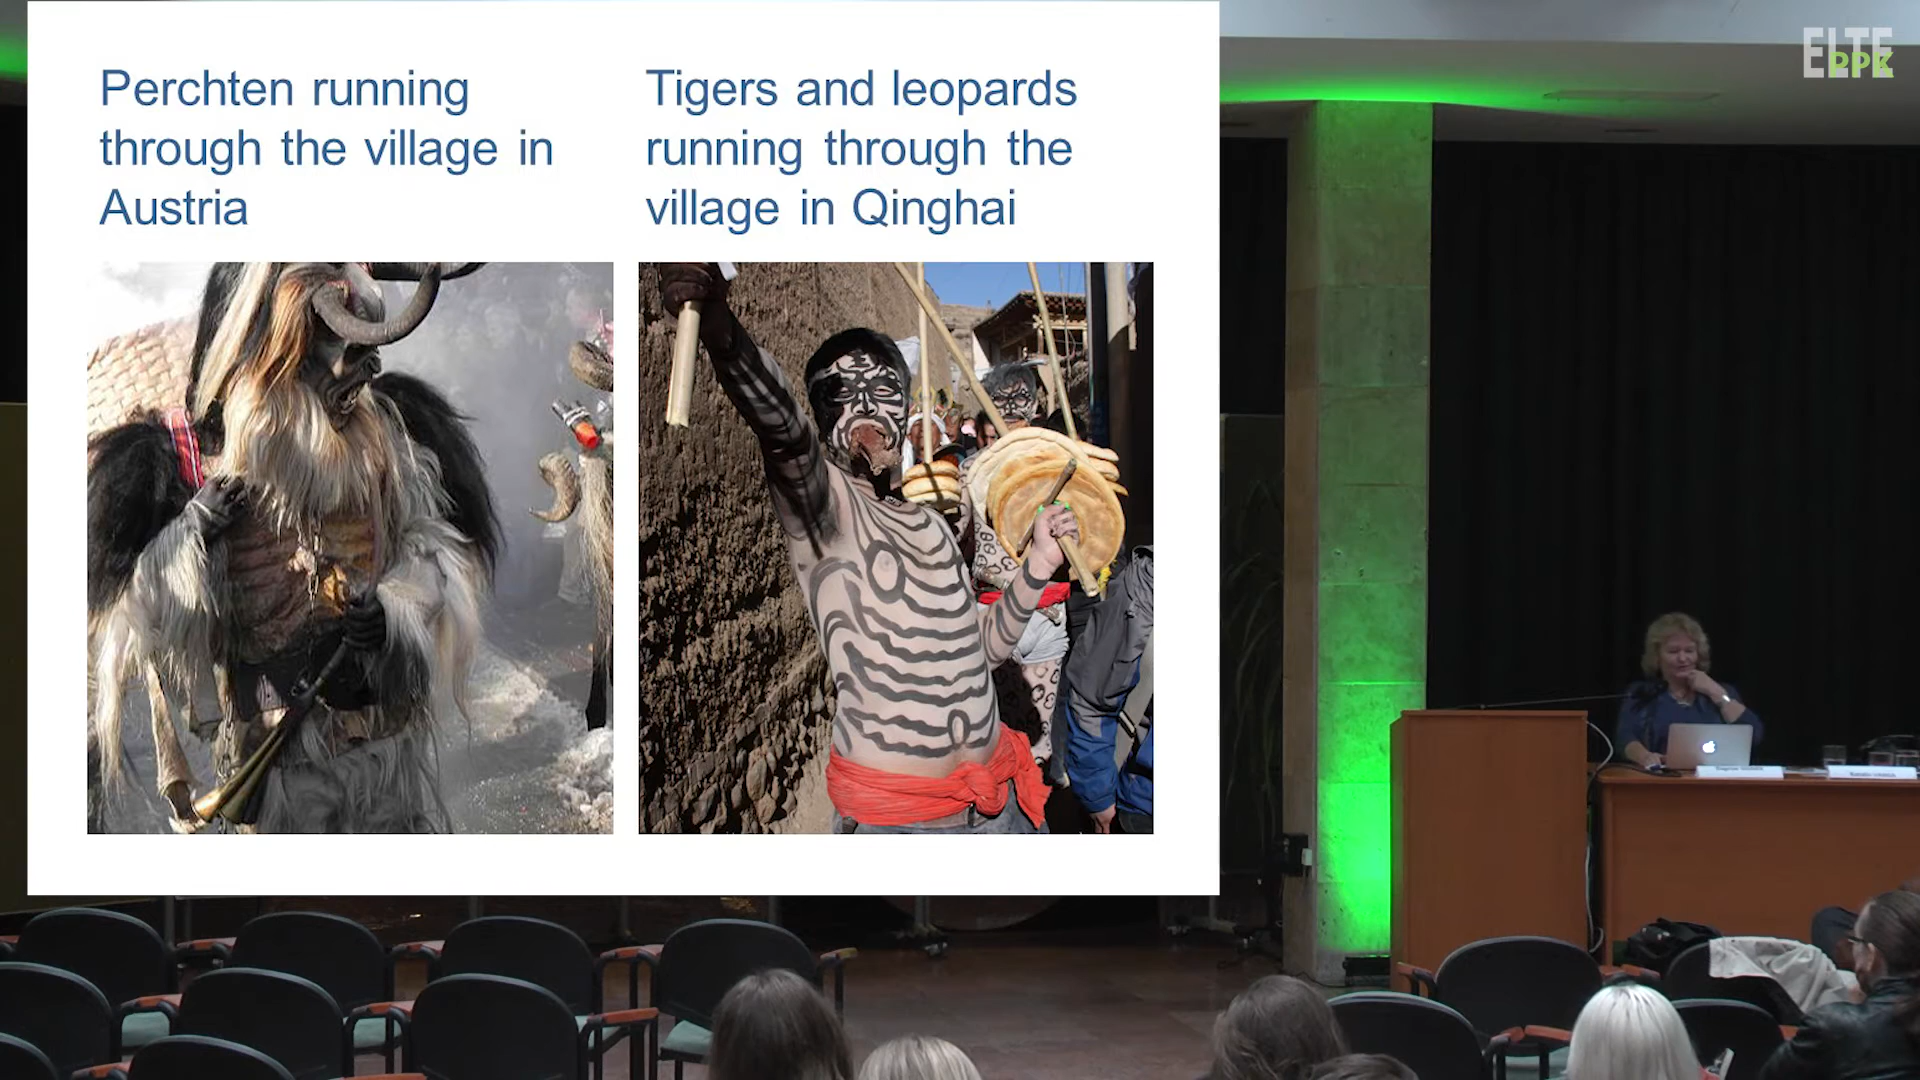 Perchten running
through the village in
Austria
Tigers and leopards
running through the
village in Qinghai
ELTE
PPK